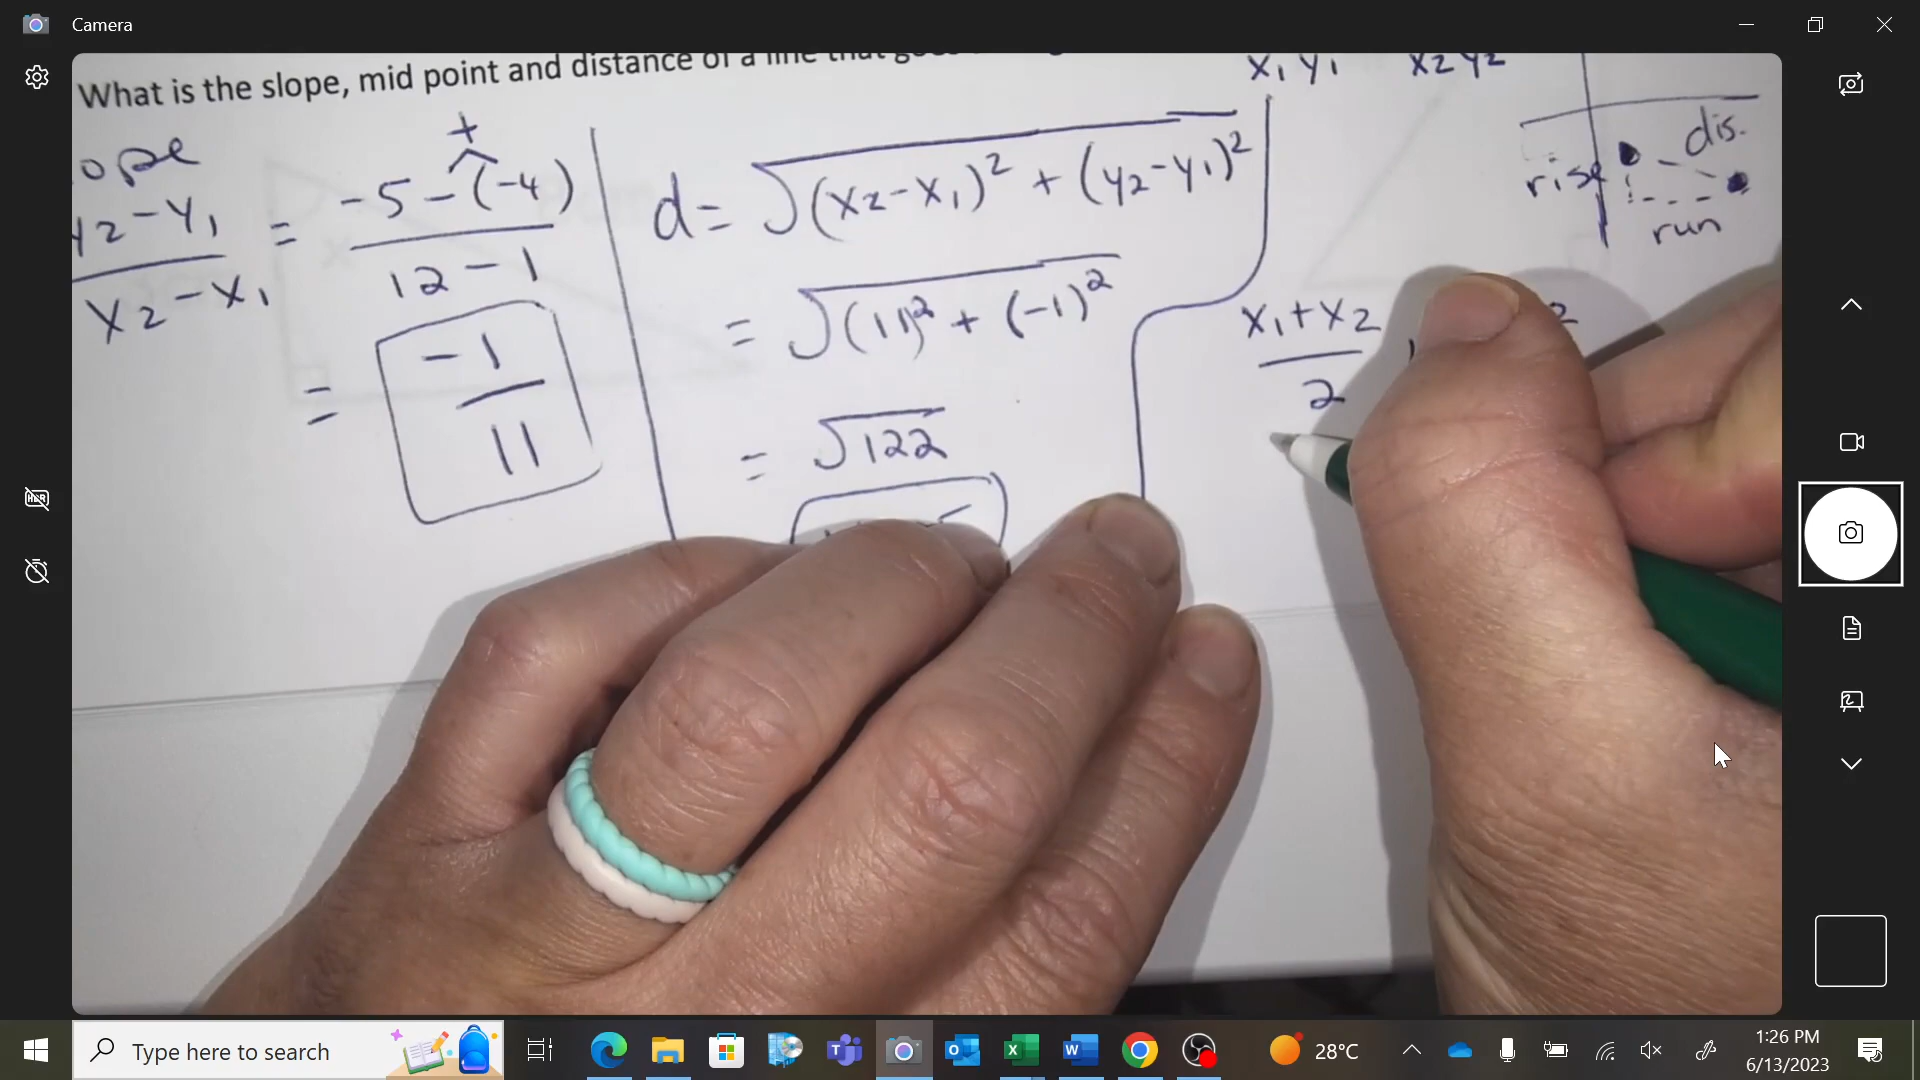 Camera
What is the slope, mid point and distance of a line that goes
x₁ y₁ x₂ y₂
ope
y₂-y₁ = -5-(-4)
x₂-x₁ 12-1
+
= -1
11
d = √(x₂-x₁)² + (y₂-y₁)²
= √(11)² + (-1)²
= √122
dis.
rise
run
x₁+x₂
2
2
Type here to search
28°C
1:26 PM
6/13/2023